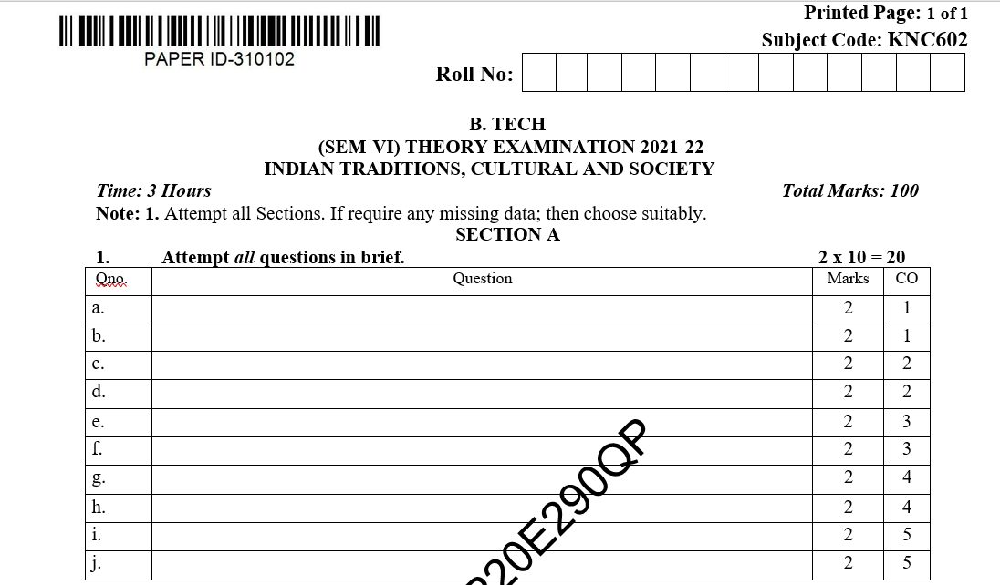 Printed Page: 1 of 1
Subject Code: KNC602
PAPER ID-310102
Roll No:
B. TECH
(SEM-VI) THEORY EXAMINATION 2021-22
INDIAN TRADITIONS, CULTURAL AND SOCIETY
Time: 3 Hours Total Marks: 100
Note: 1. Attempt all Sections. If require any missing data; then choose suitably.
SECTION A
1. Attempt all questions in brief. 2 x 10 = 20
Qno. Question Marks CO
a. 2 1
b. 2 1
c. 2 2
d. 2 2
e. 2 3
f. 2 3
g. 2 4
h. 2 4
i. 2 5
j. 2 5